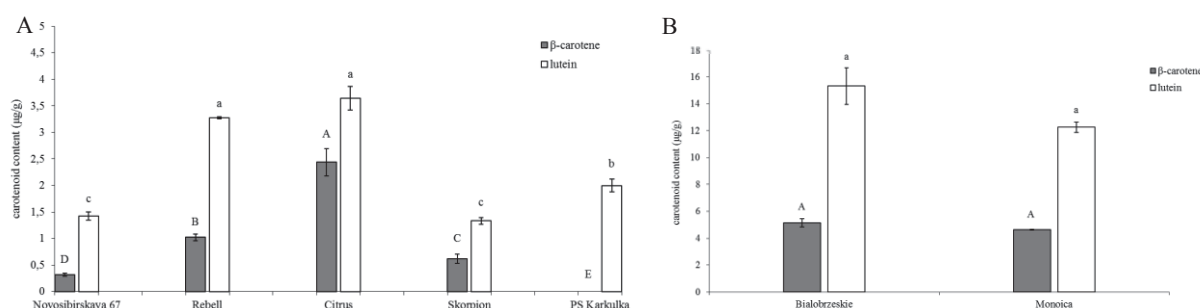 A
carotenoid content (µg/g)
5
4,5
4
3,5
3
2,5
2
1,5
1
0,5
0
β-carotene
lutein
D
c
B
a
A
a
C
c
E
b
Novosibirskaya 67
Rebell
Citrus
Skorpion
PS Karkulka
B
carotenoid content (µg/g)
18
16
14
12
10
8
6
4
2
0
β-carotene
lutein
A
a
A
a
Bialobrzeskie
Monoica